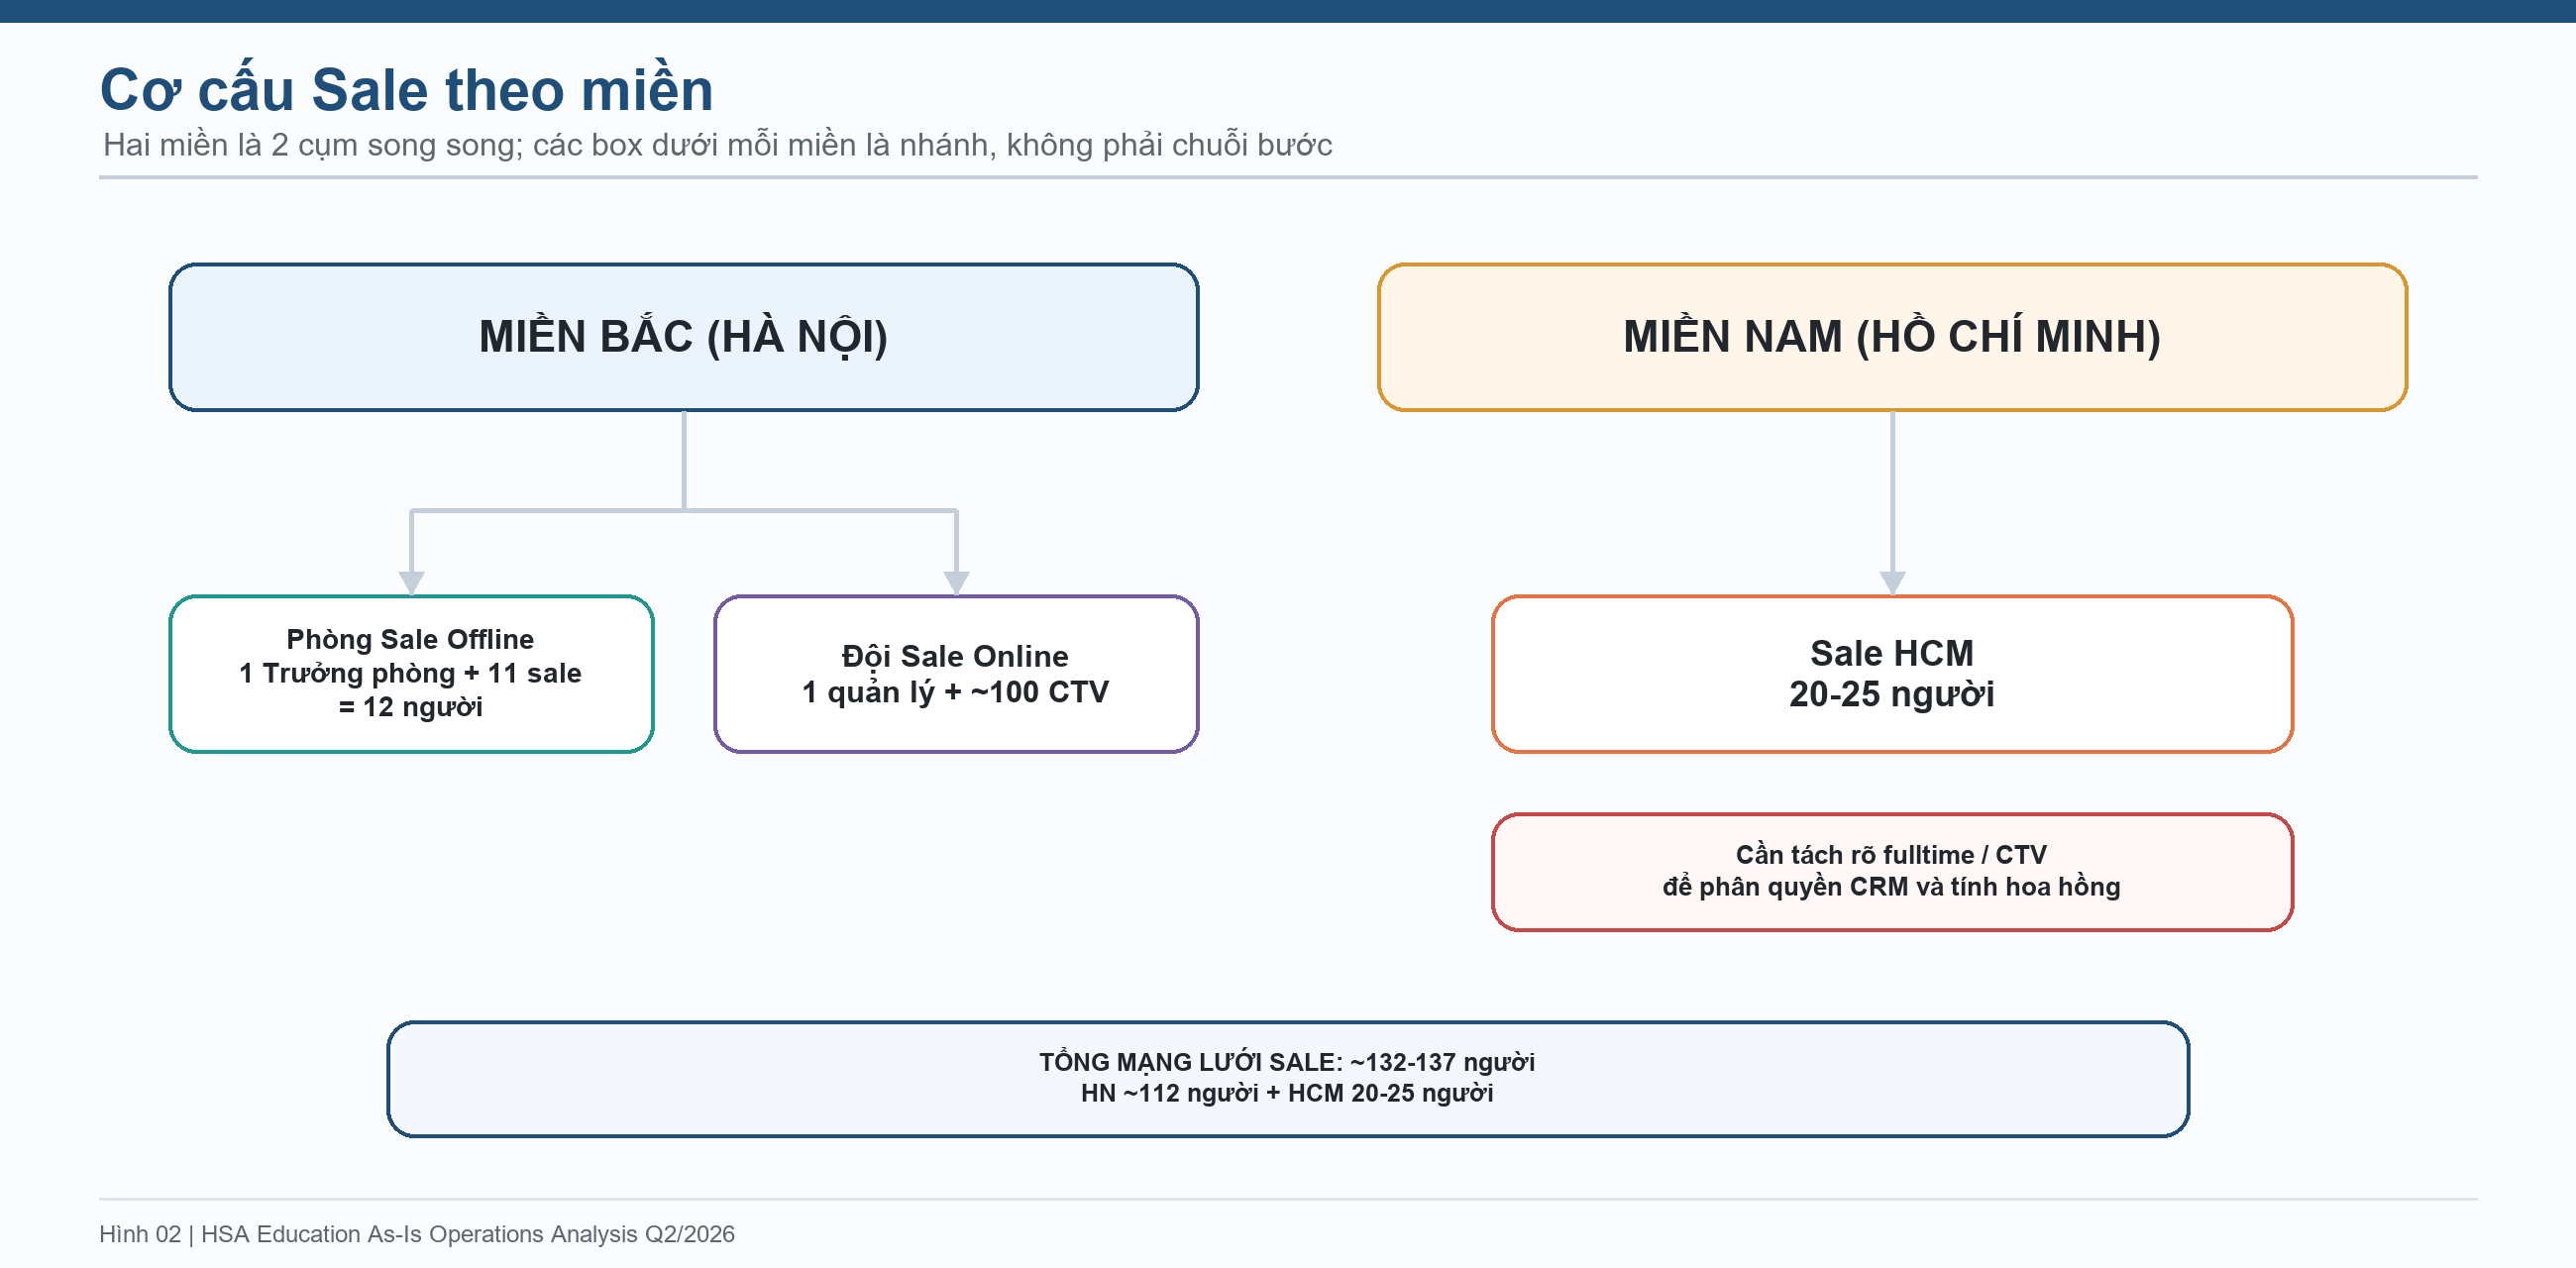 Cơ cấu Sale theo miền
Hai miền là 2 cụm song song; các box dưới mỗi miền là nhánh, không phải chuỗi bước
MIỀN BẮC (HÀ NỘI)
MIỀN NAM (HỒ CHÍ MINH)
Phòng Sale Offline
1 Trưởng phòng + 11 sale
= 12 người
Đội Sale Online
1 quản lý + ~100 CTV
Sale HCM
20-25 người
Cần tách rõ fulltime / CTV
để phân quyền CRM và tính hoa hồng
TỔNG MẠNG LƯỚI SALE: ~132-137 người
HN ~112 người + HCM 20-25 người
Hình 02 | HSA Education As-Is Operations Analysis Q2/2026